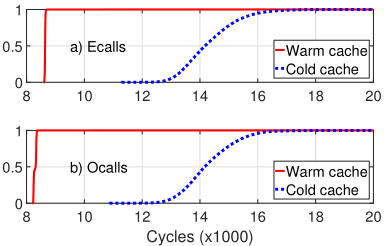 1
0.5
0
a) Ecalls
Warm cache
Cold cache
8 10 12 14 16 18 20
1
0.5
0
b) Ocalls
Warm cache
Cold cache
8 10 12 14 16 18 20
Cycles (x1000)